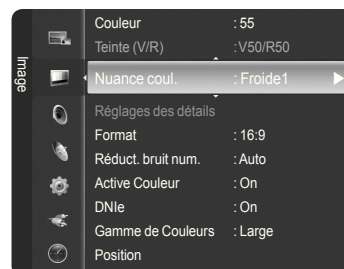 Image
Couleur : 55
Teinte (V/R) : V50/R50
Nuance coul. : Froide1
Réglages des détails
Format : 16:9
Réduct. bruit num. : Auto
Active Couleur : On
DNIe : On
Gamme de Couleurs : Large
Position